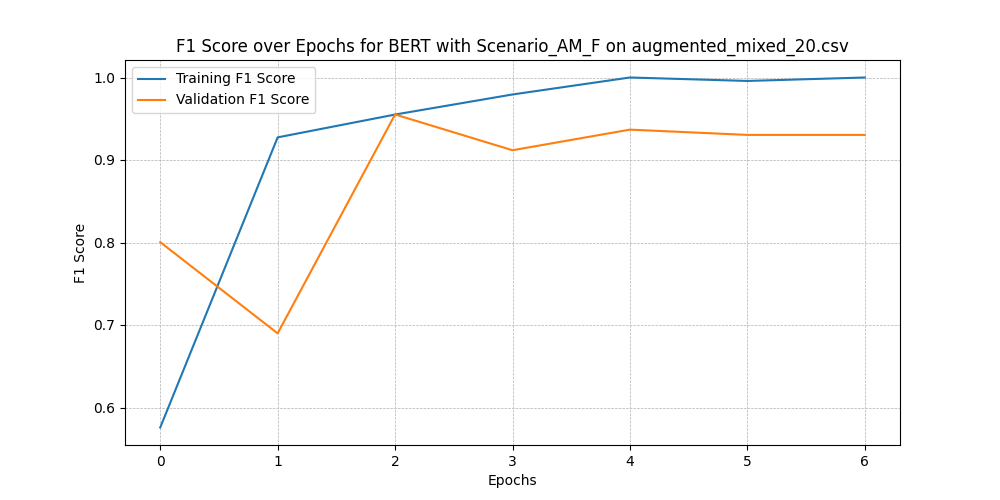 F1 Score over Epochs for BERT with Scenario_AM_F on augmented_mixed_20.csv
Training F1 Score
Validation F1 Score
F1 Score
1.0
0.9
0.8
0.7
0.6
0 1 2 3 4 5 6
Epochs